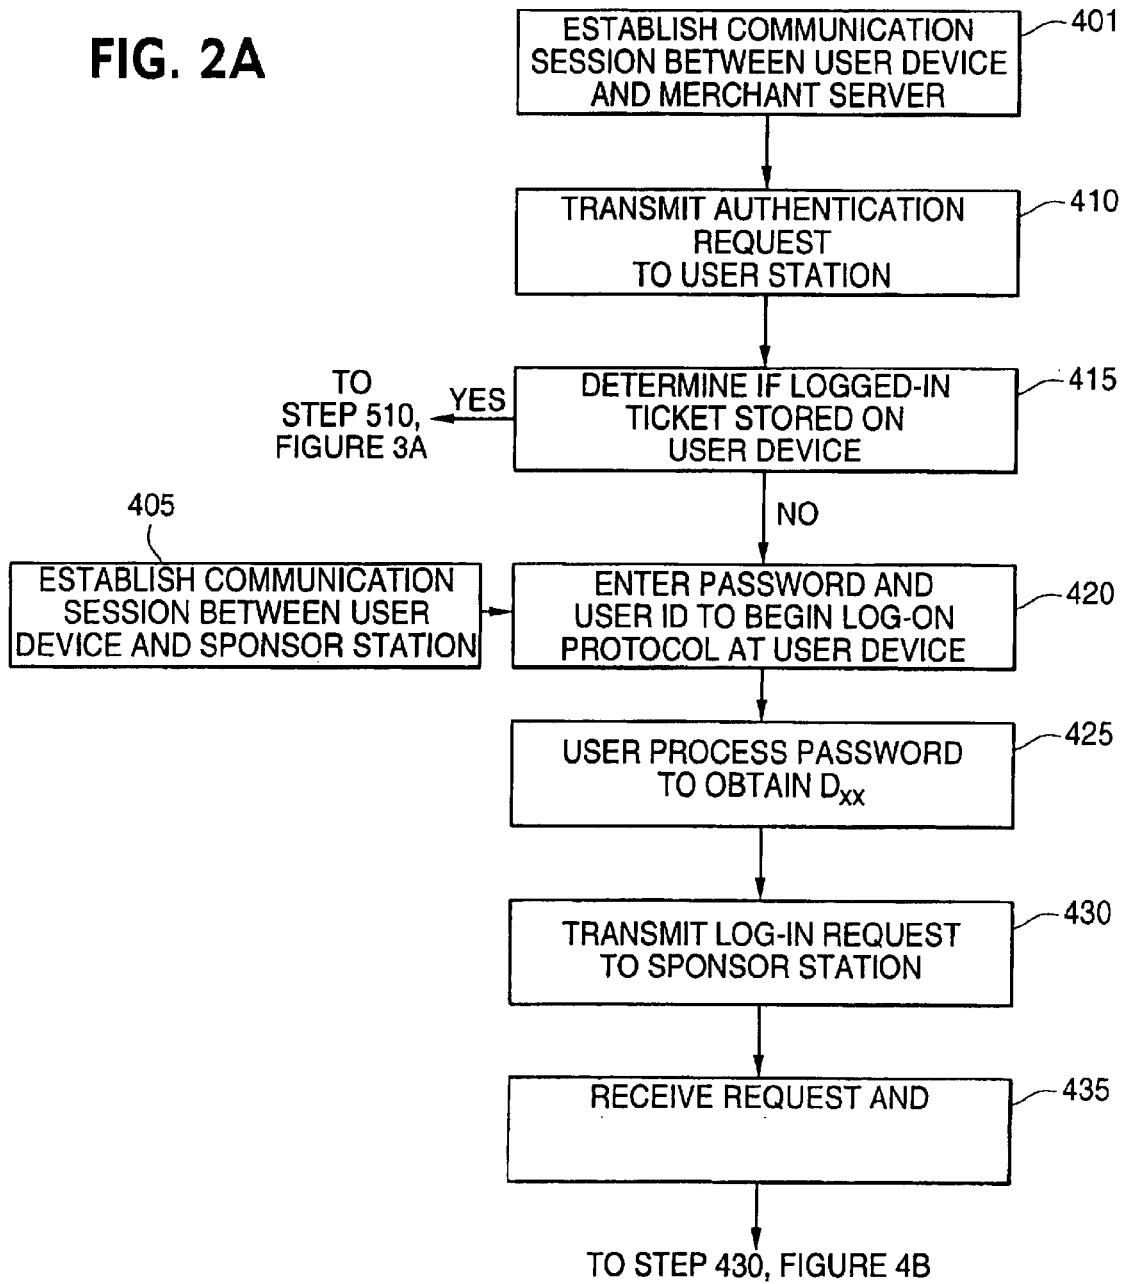 FIG. 2A
ESTABLISH COMMUNICATION
SESSION BETWEEN USER DEVICE
AND MERCHANT SERVER
401
TRANSMIT AUTHENTICATION
REQUEST
TO USER STATION
410
DETERMINE IF LOGGED-IN
TICKET STORED ON
USER DEVICE
415
YES
TO
STEP 510,
FIGURE 3A
NO
405
ESTABLISH COMMUNICATION
SESSION BETWEEN USER
DEVICE AND SPONSOR STATION
ENTER PASSWORD AND
USER ID TO BEGIN LOG-ON
PROTOCOL AT USER DEVICE
420
USER PROCESS PASSWORD
TO OBTAIN Dxx
425
TRANSMIT LOG-IN REQUEST
TO SPONSOR STATION
430
RECEIVE REQUEST AND
435
TO STEP 430, FIGURE 4B